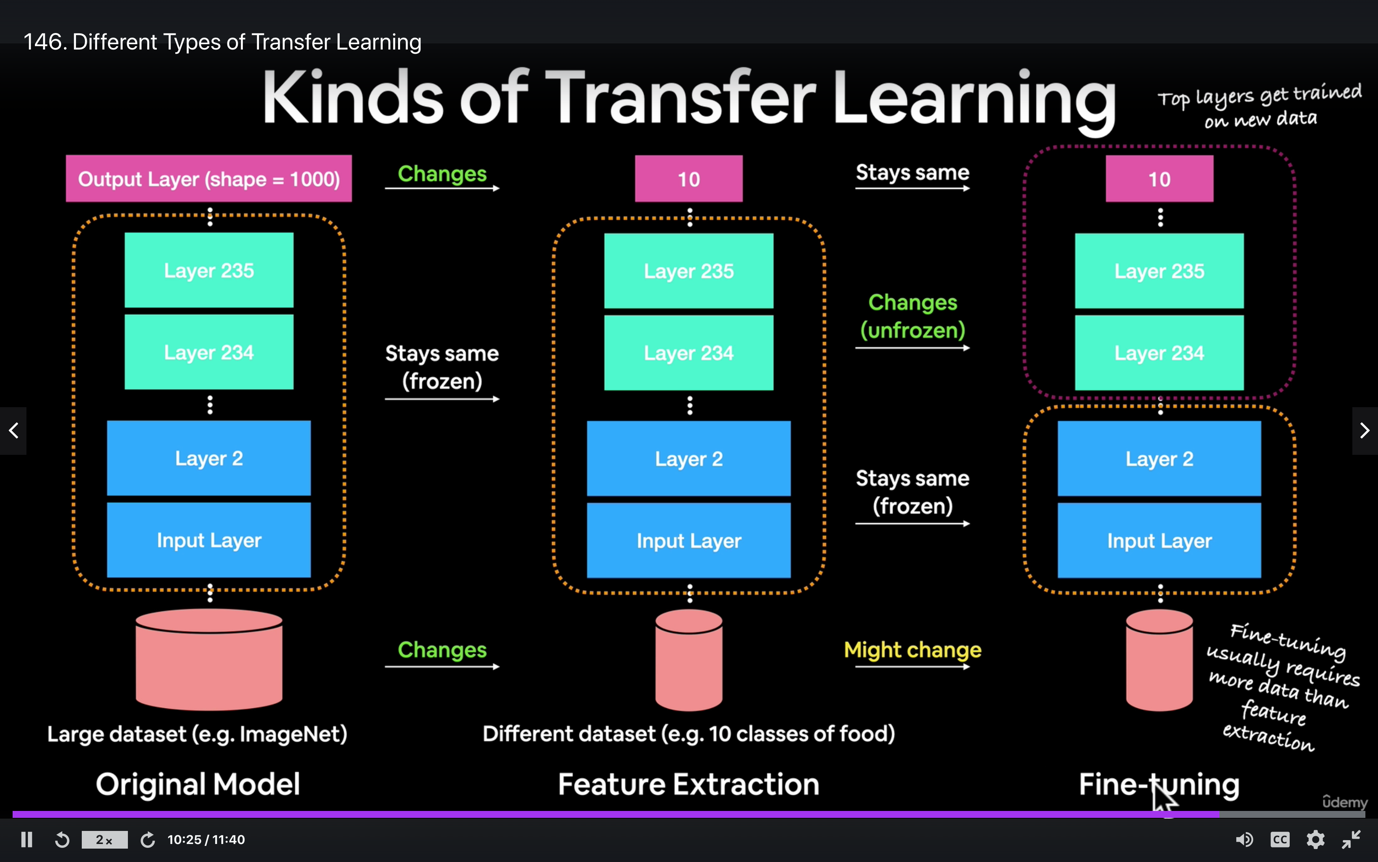 146. Different Types of Transfer Learning
Kinds of Transfer Learning
Top layers get trained
on new data
Output Layer (shape = 1000)
Changes
10
Stays same
10
Layer 235
Layer 235
Layer 235
Changes
(unfrozen)
Layer 234
Layer 234
Layer 234
Stays same
(frozen)
Layer 2
Layer 2
Layer 2
Stays same
(frozen)
Input Layer
Input Layer
Input Layer
Changes
Might change
Fine-tuning
usually requires
more data than
feature
extraction
Large dataset (e.g. ImageNet)
Different dataset (e.g. 10 classes of food)
Original Model
Feature Extraction
Fine-tuning
ûdemy
2x
10:25 / 11:40
CC